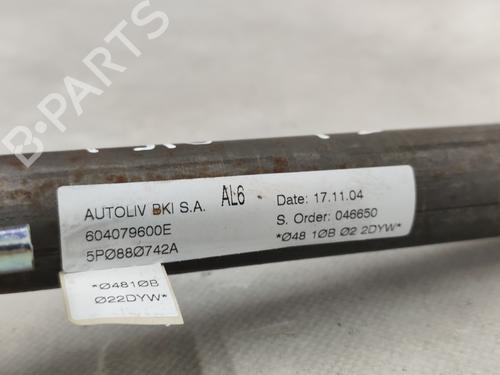 B-PARTS
AUTOLIV BKI S.A. AL6 Date: 17.11.04
604079600E S. Order: 046650
5PØ88Ø742A *Ø48 1ØB Ø2 2DYW*
*Ø481ØB
Ø22DYW*